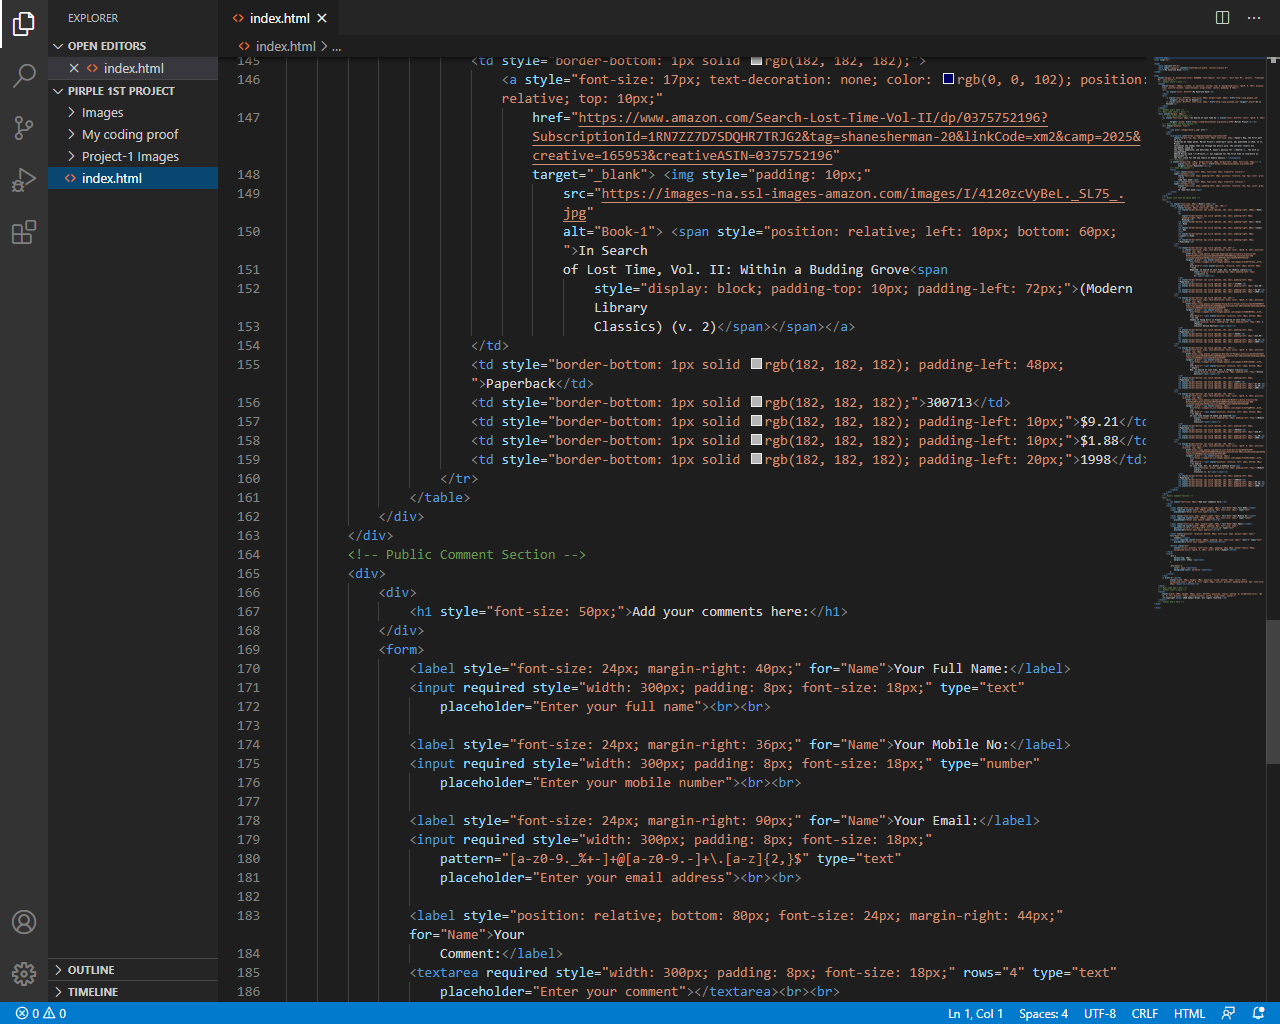 EXPLORER
OPEN EDITORS
index.html
PIRPLE 1ST PROJECT
Images
My coding proof
Project-1 Images
index.html
OUTLINE
TIMELINE
index.html
index.html > ...
145 <td style="border-bottom: 1px solid rgb(182, 182, 182);">
146 <a style="font-size: 17px; text-decoration: none; color: rgb(0, 0, 102); position:
relative; top: 10px;"
147 href="https://www.amazon.com/Search-Lost-Time-Vol-II/dp/0375752196?
SubscriptionId=1RN7ZZ7D7SDQHR7TRJG2&tag=shanesherman-20&linkCode=xm2&camp=2025&
creative=165953&creativeASIN=0375752196"
148 target="_blank"> <img style="padding: 10px;"
149 src="https://images-na.ssl-images-amazon.com/images/I/4120zcVyBeL._SL75_.
jpg"
150 alt="Book-1"> <span style="position: relative; left: 10px; bottom: 60px;
">In Search
151 of Lost Time, Vol. II: Within a Budding Grove<span
152 style="display: block; padding-top: 10px; padding-left: 72px;">(Modern
Library
153 Classics) (v. 2)</span></span></a>
154 </td>
155 <td style="border-bottom: 1px solid rgb(182, 182, 182); padding-left: 48px;
">Paperback</td>
156 <td style="border-bottom: 1px solid rgb(182, 182, 182);">300713</td>
157 <td style="border-bottom: 1px solid rgb(182, 182, 182); padding-left: 10px;">$9.21</td
158 <td style="border-bottom: 1px solid rgb(182, 182, 182); padding-left: 10px;">$1.88</td
159 <td style="border-bottom: 1px solid rgb(182, 182, 182); padding-left: 20px;">1998</td>
160 </tr>
161 </table>
162 </div>
163 </div>
164 <!-- Public Comment Section -->
165 <div>
166 <div>
167 <h1 style="font-size: 50px;">Add your comments here:</h1>
168 </div>
169 <form>
170 <label style="font-size: 24px; margin-right: 40px;" for="Name">Your Full Name:</label>
171 <input required style="width: 300px; padding: 8px; font-size: 18px;" type="text"
172 placeholder="Enter your full name"><br><br>
173
174 <label style="font-size: 24px; margin-right: 36px;" for="Name">Your Mobile No:</label>
175 <input required style="width: 300px; padding: 8px; font-size: 18px;" type="number"
176 placeholder="Enter your mobile number"><br><br>
177
178 <label style="font-size: 24px; margin-right: 90px;" for="Name">Your Email:</label>
179 <input required style="width: 300px; padding: 8px; font-size: 18px;"
180 pattern="[a-z0-9._%+-]+@[a-z0-9.-]+\.[a-z]{2,}$" type="text"
181 placeholder="Enter your email address"><br><br>
182
183 <label style="position: relative; bottom: 80px; font-size: 24px; margin-right: 44px;"
for="Name">Your
184 Comment:</label>
185 <textarea required style="width: 300px; padding: 8px; font-size: 18px;" rows="4" type="text"
186 placeholder="Enter your comment"></textarea><br><br>
0 0
Ln 1, Col 1 Spaces: 4 UTF-8 CRLF HTML